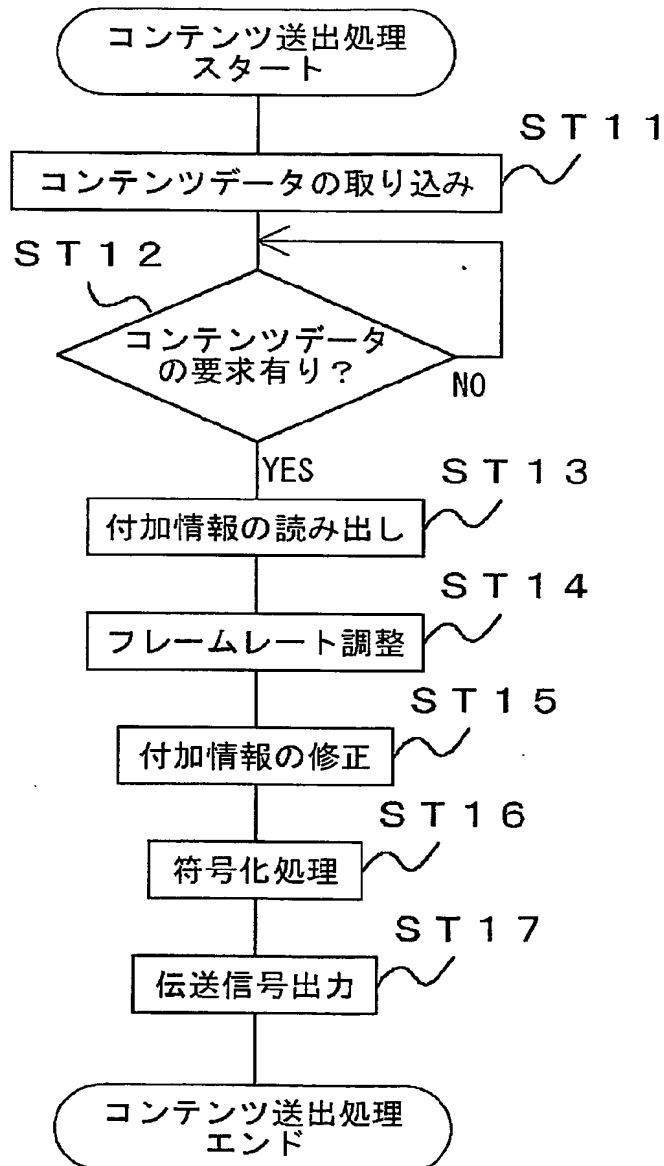 コンテンツ送出処理
スタート
ST11
コンテンツデータの取り込み
ST12
コンテンツデータ
の要求有り?
NO
YES
ST13
付加情報の読み出し
ST14
フレームレート調整
ST15
付加情報の修正
ST16
符号化処理
ST17
伝送信号出力
コンテンツ送出処理
エンド